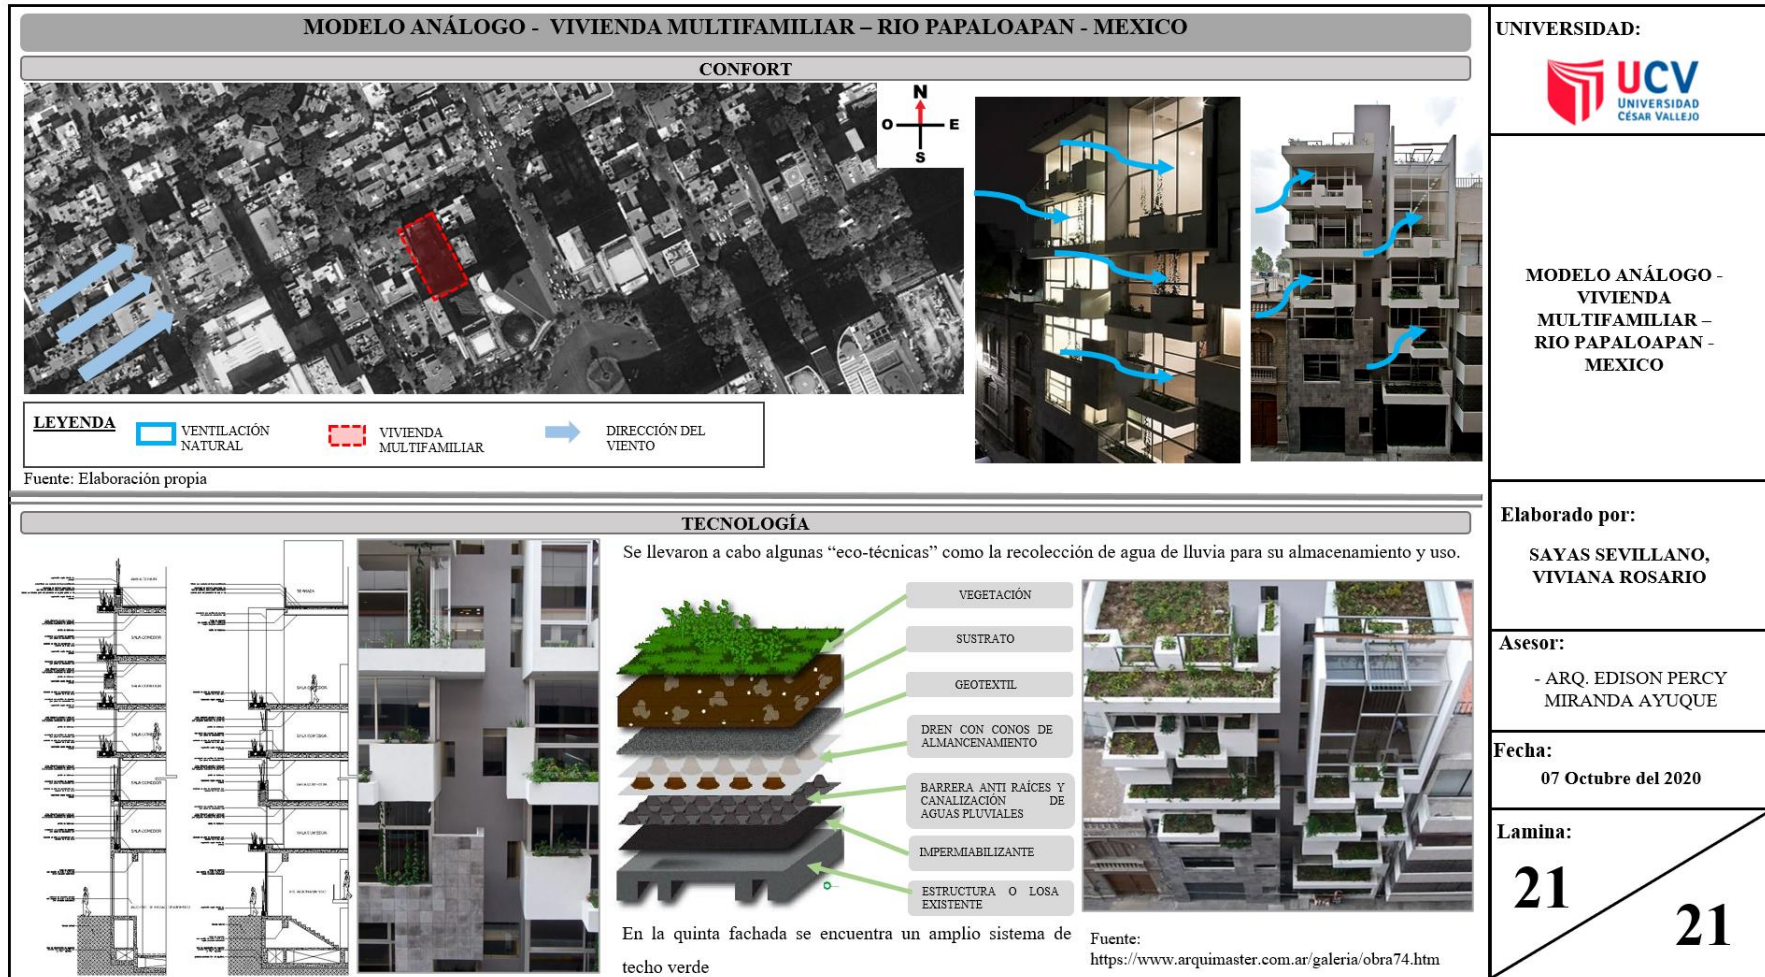 MODELO ANÁLOGO - VIVIENDA MULTIFAMILIAR – RIO PAPALOAPAN - MEXICO
CONFORT
N
O
E
S
LEYENDA
VENTILACIÓN
NATURAL
VIVIENDA
MULTIFAMILIAR
DIRECCIÓN DEL
VIENTO
Fuente: Elaboración propia
TECNOLOGÍA
Se llevaron a cabo algunas “eco-técnicas” como la recolección de agua de lluvia para su almacenamiento y uso.
VEGETACIÓN
SUSTRATO
GEOTEXTIL
DREN CON CONOS DE
ALMANCENAMIENTO
BARRERA ANTI RAÍCES Y
CANALIZACIÓN DE
AGUAS PLUVIALES
IMPERMIABILIZANTE
ESTRUCTURA O LOSA
EXISTENTE
En la quinta fachada se encuentra un amplio sistema de
techo verde
Fuente:
https://www.arquimaster.com.ar/galeria/obra74.htm
UNIVERSIDAD:
UCV
UNIVERSIDAD
CÉSAR VALLEJO
MODELO ANÁLOGO -
VIVIENDA
MULTIFAMILIAR –
RIO PAPALOAPAN -
MEXICO
Elaborado por:
SAYAS SEVILLANO,
VIVIANA ROSARIO
Asesor:
- ARQ. EDISON PERCY
MIRANDA AYUQUE
Fecha:
07 Octubre del 2020
Lamina:
21
21